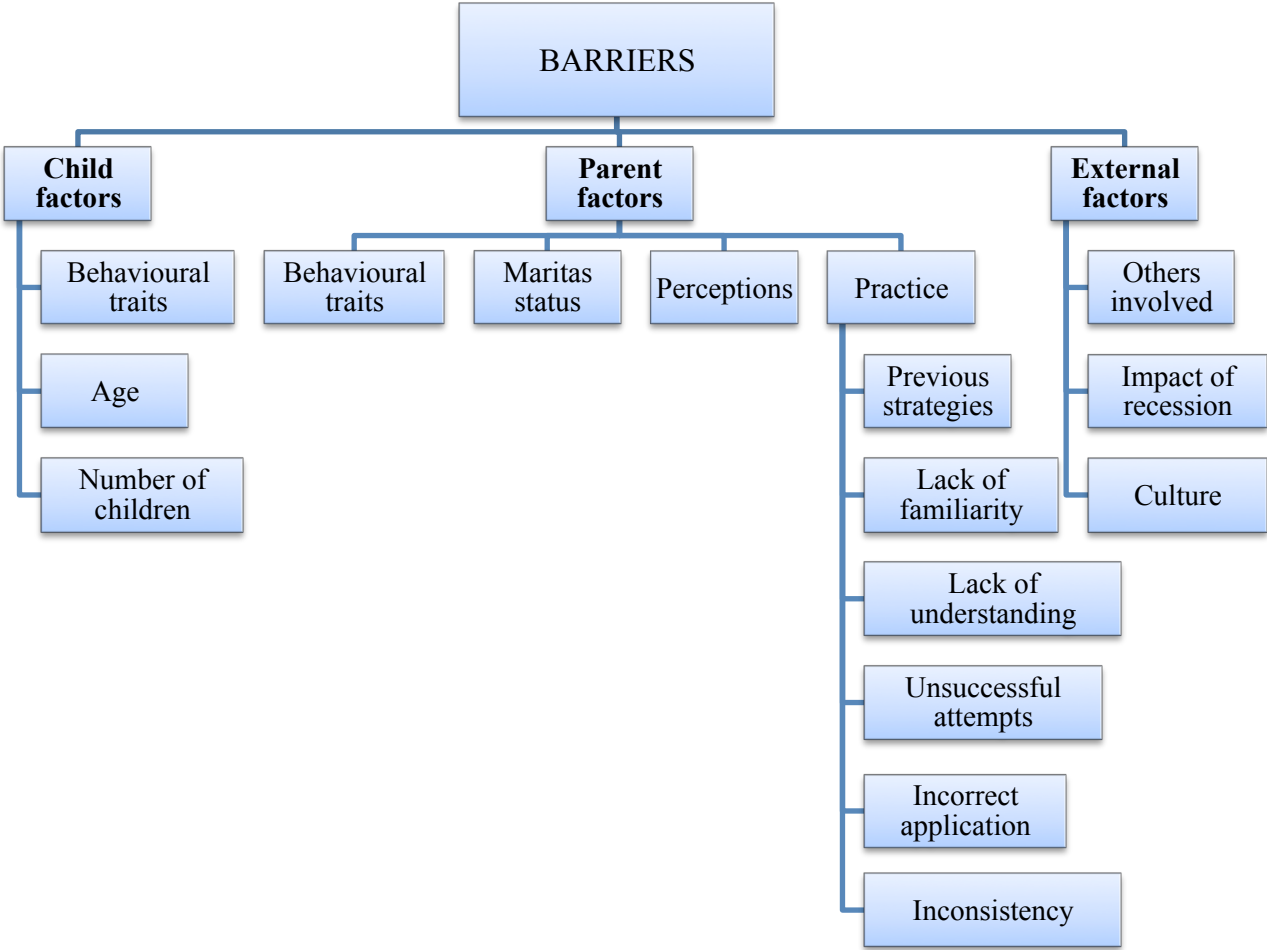 BARRIERS
Child
factors
Parent
factors
External
factors
Behavioural
traits
Age
Number of
children
Behavioural
traits
Maritas
status
Perceptions
Practice
Previous
strategies
Lack of
familiarity
Lack of
understanding
Unsuccessful
attempts
Incorrect
application
Inconsistency
Others
involved
Impact of
recession
Culture